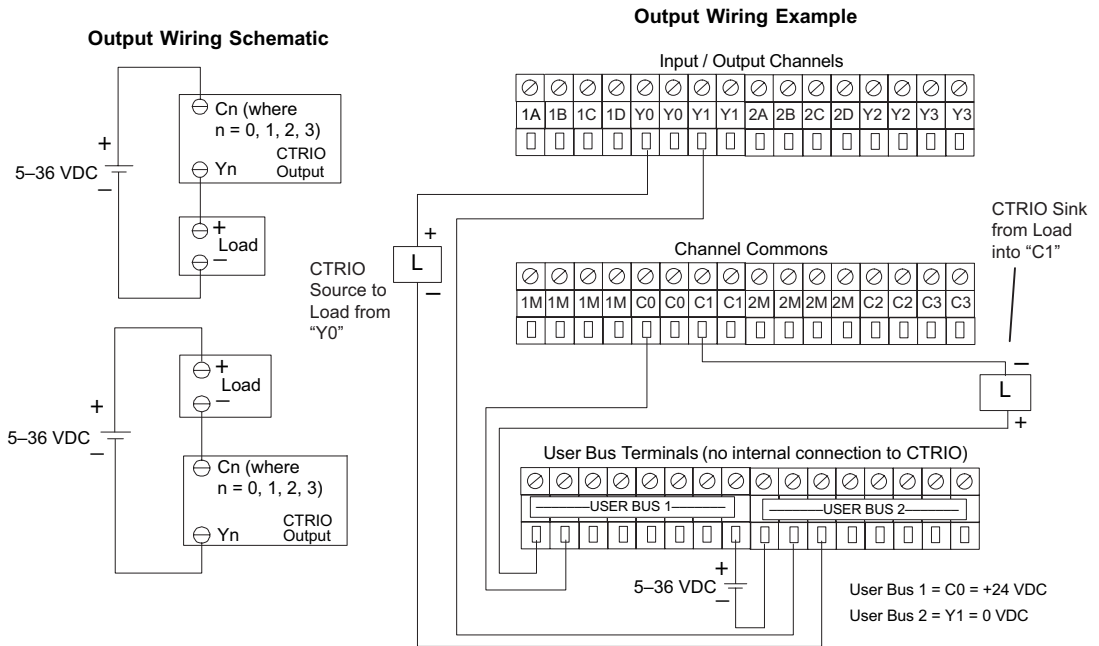 Output Wiring Schematic
Cn (where
n = 0, 1, 2, 3)
CTRIO
Output
Yn
+
5–36 VDC
–
+
Load
–
+
Load
–
+
5–36 VDC
–
Cn (where
n = 0, 1, 2, 3)
CTRIO
Output
Yn
Output Wiring Example
Input / Output Channels
1A 1B 1C 1D Y0 Y0 Y1 Y1 2A 2B 2C 2D Y2 Y2 Y3 Y3
+
L
–
CTRIO
Source to
Load from
“Y0”
Channel Commons
1M 1M 1M 1M C0 C0 C1 C1 2M 2M 2M 2M C2 C2 C3 C3
CTRIO Sink
from Load
into “C1”
–
L
+
User Bus Terminals (no internal connection to CTRIO)
USER BUS 1 USER BUS 2
+
5–36 VDC
–
User Bus 1 = C0 = +24 VDC
User Bus 2 = Y1 = 0 VDC